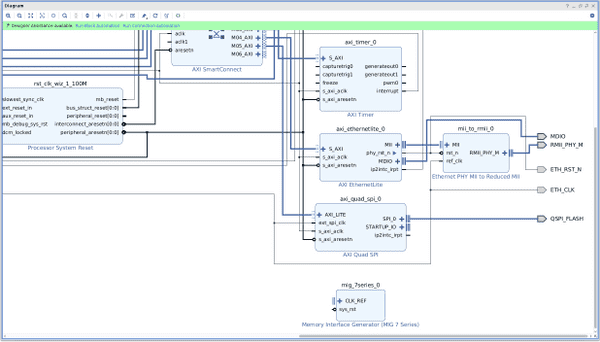 Diagram
Designer Assistance available. Run Block Automation Run Connection Automation
aclk
aclk1
aresetn
M04_AXI
M05_AXI
M06_AXI
AXI SmartConnect
axi_timer_0
S_AXI
capturetrig0
capturetrig1
freeze
s_axi_aclk
s_axi_aresetn
generateout0
generateout1
pwm0
interrupt
AXI Timer
rst_clk_wiz_1_100M
slowest_sync_clk
ext_reset_in
aux_reset_in
mb_debug_sys_rst
dcm_locked
mb_reset
bus_struct_reset[0:0]
peripheral_reset[0:0]
interconnect_aresetn[0:0]
peripheral_aresetn[0:0]
Processor System Reset
axi_ethernetlite_0
S_AXI
s_axi_aclk
s_axi_aresetn
MII
phy_rst_n
MDIO
ip2intc_irpt
AXI EthernetLite
mii_to_rmii_0
MII
rst_n
ref_clk
RMII_PHY_M
Ethernet PHY MII to Reduced MII
MDIO
RMII_PHY_M
ETH_RST_N
ETH_CLK
QSPI_FLASH
axi_quad_spi_0
AXI_LITE
ext_spi_clk
s_axi_aclk
s_axi_aresetn
SPI_0
STARTUP_IO
ip2intc_irpt
AXI Quad SPI
mig_7series_0
CLK_REF
sys_rst
Memory Interface Generator (MIG 7 Series)